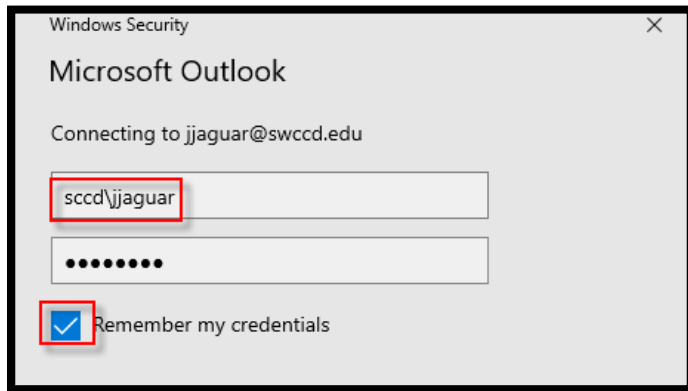 Windows Security
Microsoft Outlook
Connecting to jjaguar@swccd.edu
sccd\jjaguar
●●●●●●●●
Remember my credentials